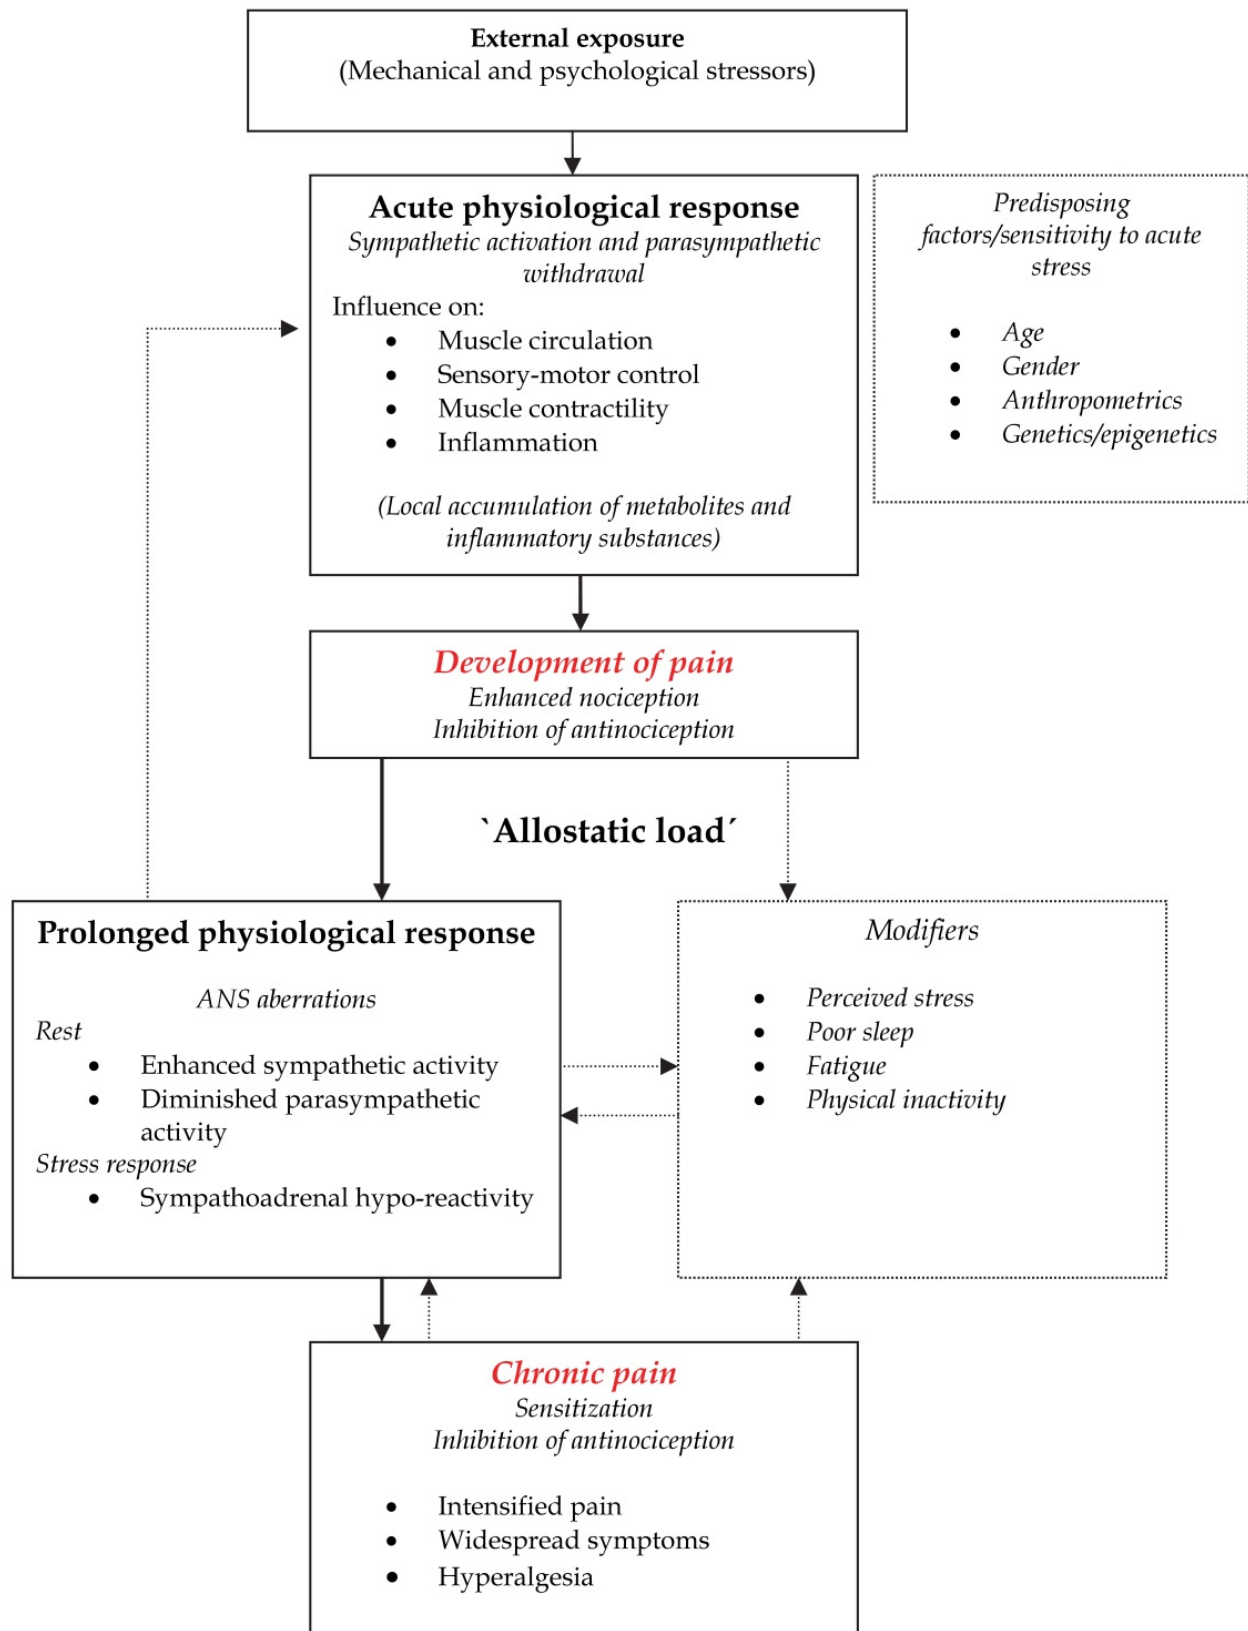 External exposure
(Mechanical and psychological stressors)
Acute physiological response
Sympathetic activation and parasympathetic
withdrawal
Influence on:
• Muscle circulation
• Sensory-motor control
• Muscle contractility
• Inflammation
(Local accumulation of metabolites and
inflammatory substances)
Predisposing
factors/sensitivity to acute
stress
• Age
• Gender
• Anthropometrics
• Genetics/epigenetics
Development of pain
Enhanced nociception
Inhibition of antinociception
`Allostatic load´
Prolonged physiological response
ANS aberrations
Rest
• Enhanced sympathetic activity
• Diminished parasympathetic
activity
Stress response
• Sympathoadrenal hypo-reactivity
Modifiers
• Perceived stress
• Poor sleep
• Fatigue
• Physical inactivity
Chronic pain
Sensitization
Inhibition of antinociception
• Intensified pain
• Widespread symptoms
• Hyperalgesia